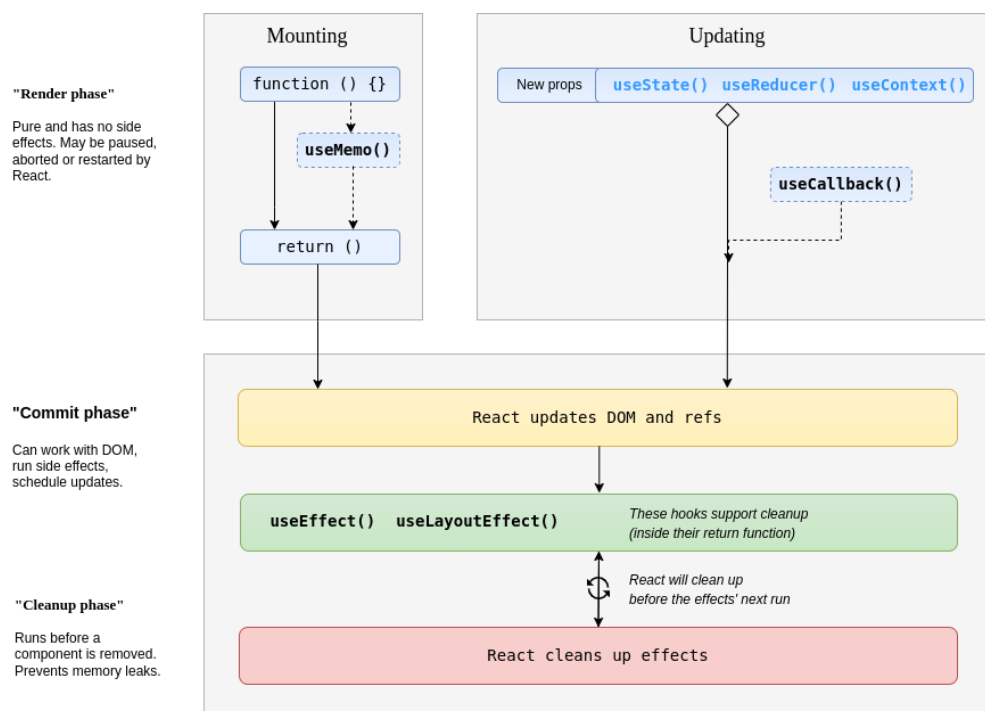 Mounting
Updating
"Render phase"
Pure and has no side
effects. May be paused,
aborted or restarted by
React.
function () {}
useMemo()
return ()
New props
useState() useReducer() useContext()
useCallback()
"Commit phase"
Can work with DOM,
run side effects,
schedule updates.
React updates DOM and refs
useEffect() useLayoutEffect()
These hooks support cleanup
(inside their return function)
React will clean up
before the effects' next run
"Cleanup phase"
Runs before a
component is removed.
Prevents memory leaks.
React cleans up effects